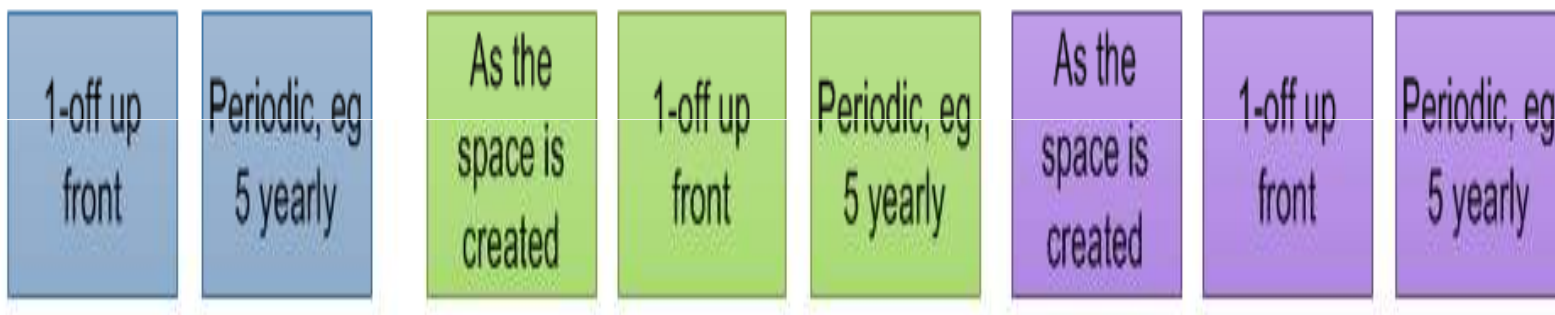 1-off up
front
Periodic, eg
5 yearly
As the
space is
created
1-off up
front
Periodic, eg
5 yearly
As the
space is
created
1-off up
front
Periodic, eg
5 yearly